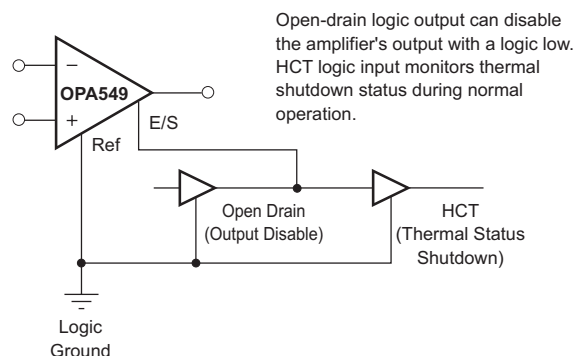 Open-drain logic output can disable
the amplifier's output with a logic low.
HCT logic input monitors thermal
shutdown status during normal
operation.
−
OPA549
+
E/S
Ref
Open Drain
(Output Disable)
HCT
(Thermal Status
Shutdown)
Logic
Ground